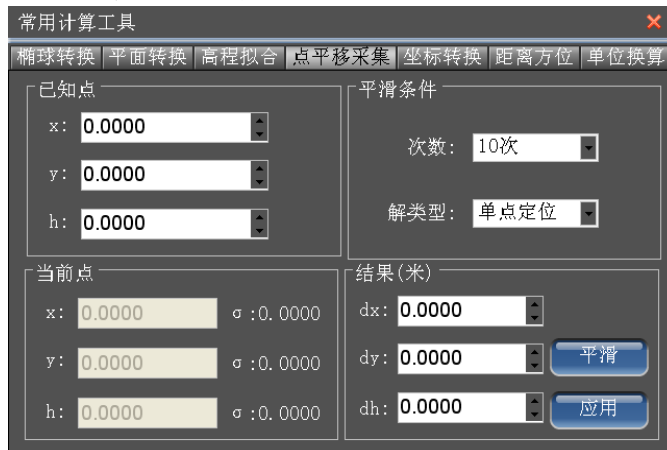 常用计算工具
椭球转换 平面转换 高程拟合 点平移采集 坐标转换 距离方位 单位换算
已知点
x: 0.0000
y: 0.0000
h: 0.0000
平滑条件
次数: 10次
解类型: 单点定位
当前点
x: 0.0000 σ:0.0000
y: 0.0000 σ:0.0000
h: 0.0000 σ:0.0000
结果(米)
dx: 0.0000
dy: 0.0000 平滑
dh: 0.0000 应用